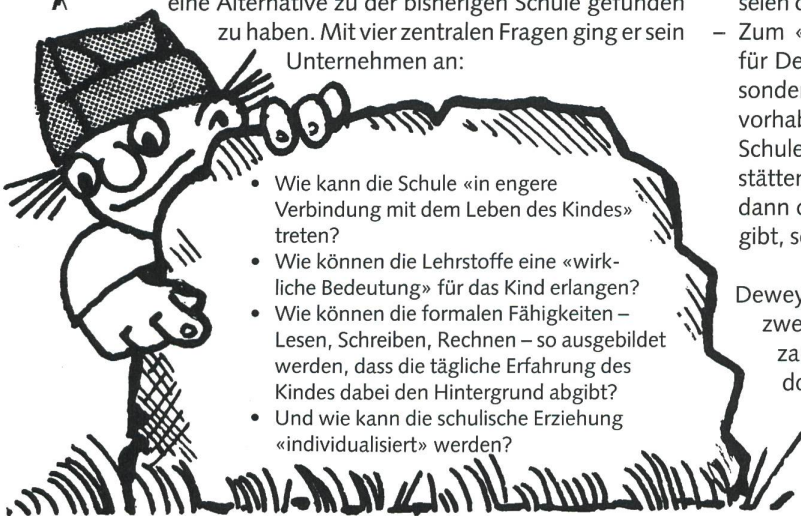 eine Alternative zu der bisherigen Schule gefunden
zu haben. Mit vier zentralen Fragen ging er sein
Unternehmen an:
• Wie kann die Schule «in engere
Verbindung mit dem Leben des Kindes»
treten?
• Wie können die Lehrstoffe eine «wirk-
liche Bedeutung» für das Kind erlangen?
• Wie können die formalen Fähigkeiten –
Lesen, Schreiben, Rechnen – so ausgebildet
werden, dass die tägliche Erfahrung des
Kindes dabei den Hintergrund abgibt?
• Und wie kann die schulische Erziehung
«individualisiert» werden?
seien
– Zum
für De
sonder
vorhab
Schule
stätten
dann
gibt, s
Dewey
zwe
za
do